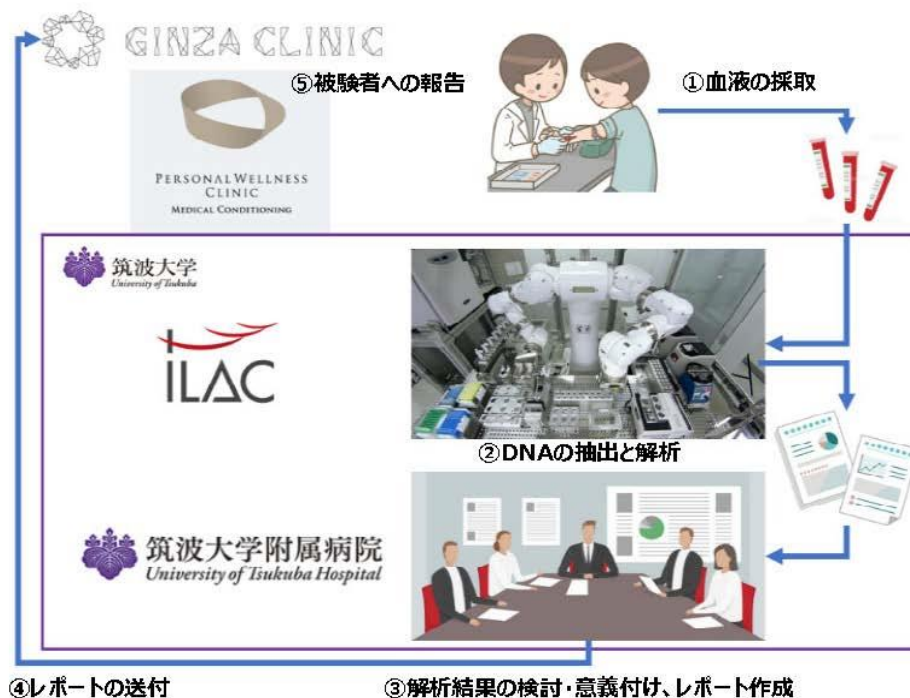 GINZA CLINIC
⑤被験者への報告
①血液の採取
PERSONAL WELLNESS
CLINIC
MEDICAL CONDITIONING
筑波大学
University of Tsukuba
iLAC
②DNAの抽出と解析
筑波大学附属病院
University of Tsukuba Hospital
④レポートの送付
③解析結果の検討・意義付け、レポート作成